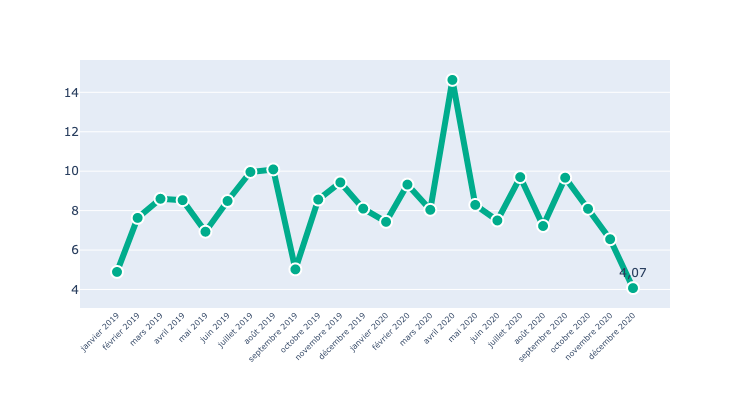 14
12
10
8
6
4
4.07
janvier 2019
février 2019
mars 2019
avril 2019
mai 2019
juin 2019
juillet 2019
août 2019
septembre 2019
octobre 2019
novembre 2019
décembre 2019
janvier 2020
février 2020
mars 2020
avril 2020
mai 2020
juin 2020
juillet 2020
août 2020
septembre 2020
octobre 2020
novembre 2020
décembre 2020